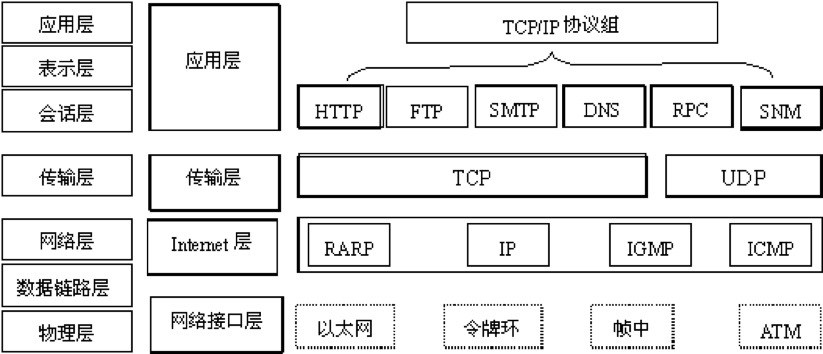 应用层
表示层
会话层
传输层
网络层
数据链路层
物理层
应用层
传输层
Internet 层
网络接口层
TCP/IP 协议组
HTTP FTP SMTP DNS RPC SNM
TCP UDP
RARP IP IGMP ICMP
以太网 令牌环 帧中 ATM